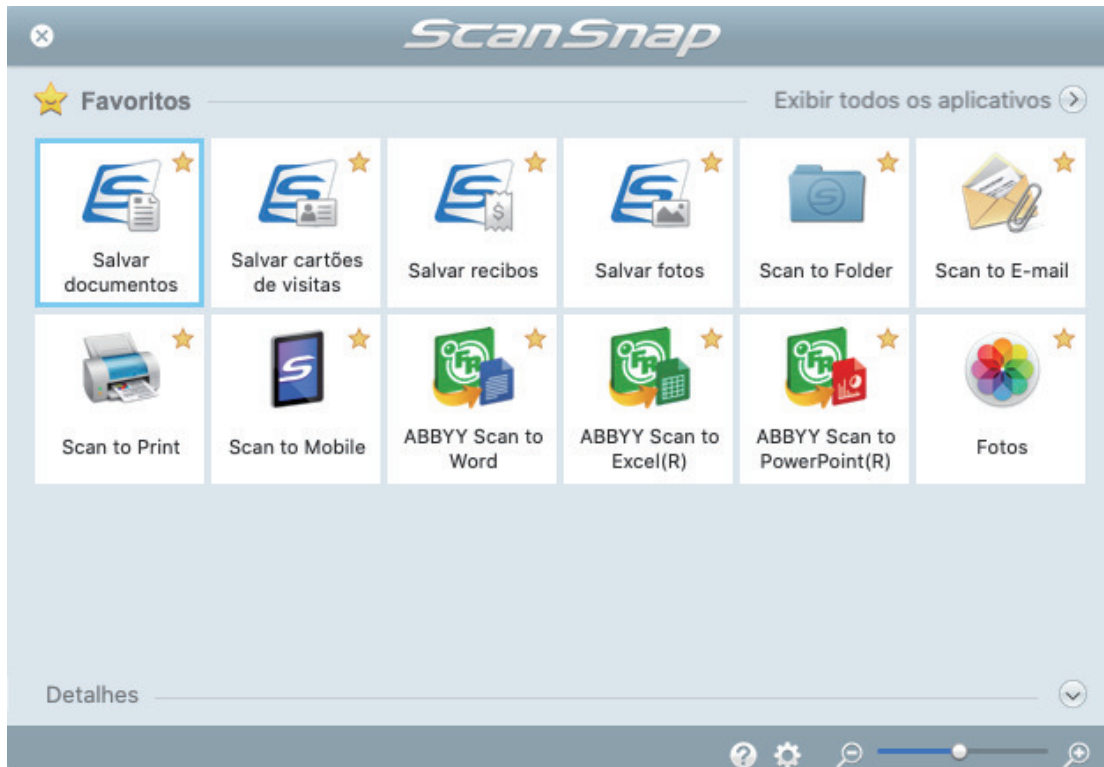 ScanSnap
Favoritos
Exibir todos os aplicativos
Salvar
documentos
Salvar cartões
de visitas
Salvar recibos
Salvar fotos
Scan to Folder
Scan to E-mail
Scan to Print
Scan to Mobile
ABBYY Scan to
Word
ABBYY Scan to
Excel(R)
ABBYY Scan to
PowerPoint(R)
Fotos
Detalhes